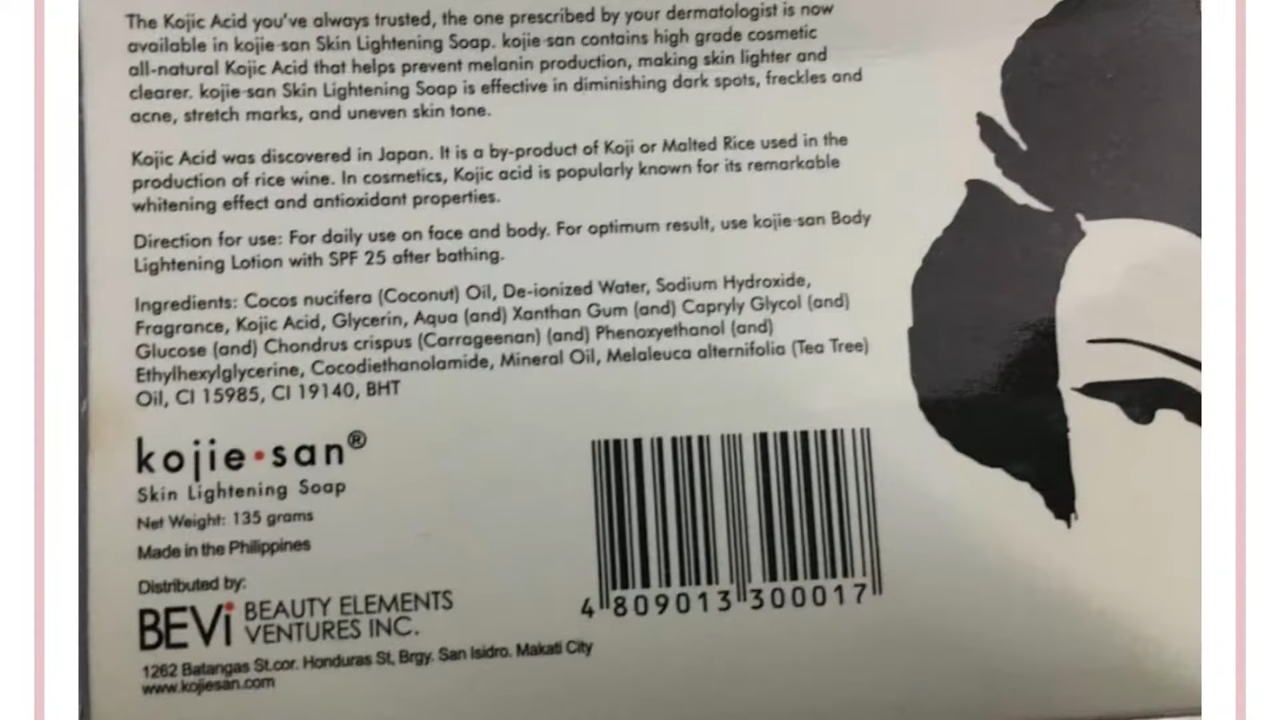 The Kojic Acid you've always trusted, the one prescribed by your dermatologist is now
available in kojie·san Skin Lightening Soap. kojie·san contains high grade cosmetic
all-natural Kojic Acid that helps prevent melanin production, making skin lighter and
clearer. kojie·san Skin Lightening Soap is effective in diminishing dark spots, freckles and
acne, stretch marks, and uneven skin tone.
Kojic Acid was discovered in Japan. It is a by-product of Koji or Malted Rice used in the
production of rice wine. In cosmetics, Kojic acid is popularly known for its remarkable
whitening effect and antioxidant properties.
Direction for use: For daily use on face and body. For optimum result, use kojie·san Body
Lightening Lotion with SPF 25 after bathing.
Ingredients: Cocos nucifera (Coconut) Oil, De-ionized Water, Sodium Hydroxide,
Fragrance, Kojic Acid, Glycerin, Aqua (and) Xanthan Gum (and) Capryly Glycol (and)
Glucose (and) Chondrus crispus (Carrageenan) (and) Phenoxyethanol (and)
Ethylhexylglycerine, Cocodiethanolamide, Mineral Oil, Melaleuca alternifolia (Tea Tree)
Oil, CI 15985, CI 19140, BHT
kojie·san®
Skin Lightening Soap
Net Weight: 135 grams
Made in the Philippines
Distributed by:
BEVi BEAUTY ELEMENTS
VENTURES INC.
1262 Batangas St.cor. Honduras St, Brgy. San Isidro. Makati City
www.kojiesan.com
4 809013 300017